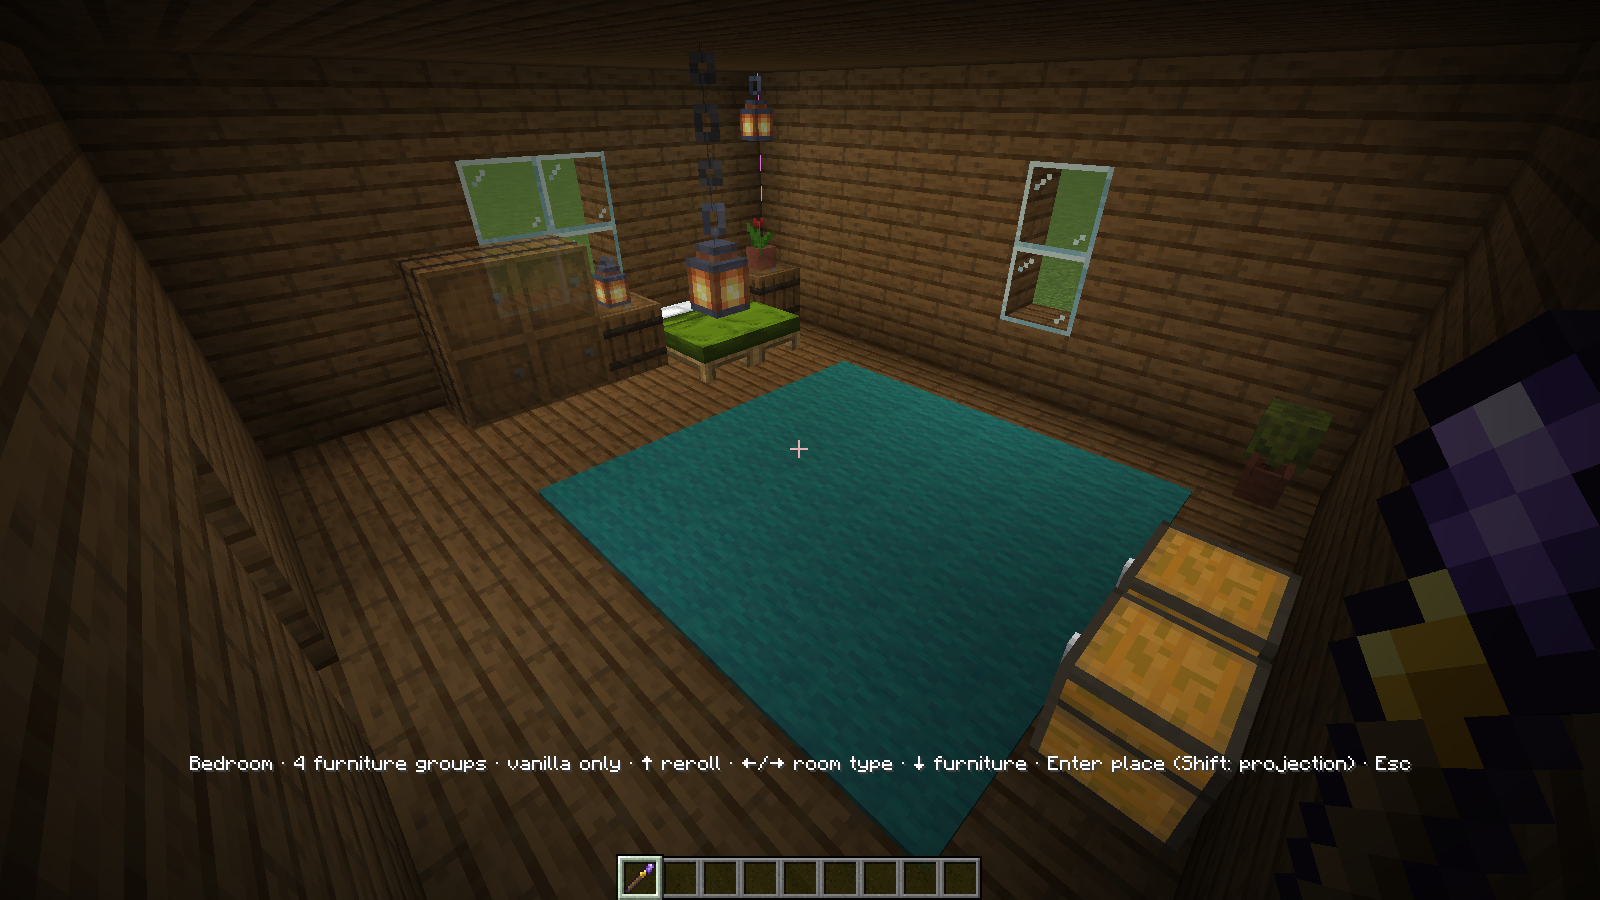 Bedroom · 4 furniture groups · vanilla only · ↑ reroll · ←/→ room type · ↓ furniture · Enter place (Shift: projection) · Esc